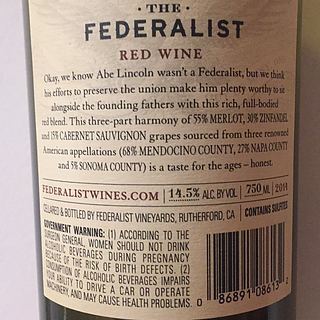 · THE ·
FEDERALIST
RED WINE
Okay, we know Abe Lincoln wasn't a Federalist, but we think
his efforts to preserve the union make him plenty worthy to sit
alongside the founding fathers with this rich, full-bodied
red blend. This three-part harmony of 55% MERLOT, 30% ZINFANDEL
and 15% CABERNET SAUVIGNON grapes sourced from three renowned
American appellations (68% MENDOCINO COUNTY, 27% NAPA COUNTY
and 5% SONOMA COUNTY) is a taste for the ages – honest.
FEDERALISTWINES.COM | 14.5% ALC. BY VOL. | 750 ML | 2014
CELLARED & BOTTLED BY FEDERALIST VINEYARDS, RUTHERFORD, CA | CONTAINS SULFITES
GOVERNMENT WARNING: (1) ACCORDING TO THE
SURGEON GENERAL, WOMEN SHOULD NOT DRINK
ALCOHOLIC BEVERAGES DURING PREGNANCY
BECAUSE OF THE RISK OF BIRTH DEFECTS. (2)
CONSUMPTION OF ALCOHOLIC BEVERAGES IMPAIRS
YOUR ABILITY TO DRIVE A CAR OR OPERATE
MACHINERY, AND MAY CAUSE HEALTH PROBLEMS.
0 86891 08613 2